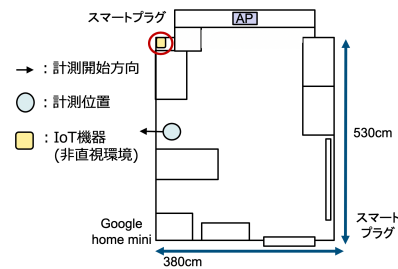 スマートプラグ
AP
:計測開始方向
:計測位置
:IoT機器
(非直視環境)
530cm
Google
home mini
スマート
プラグ
380cm